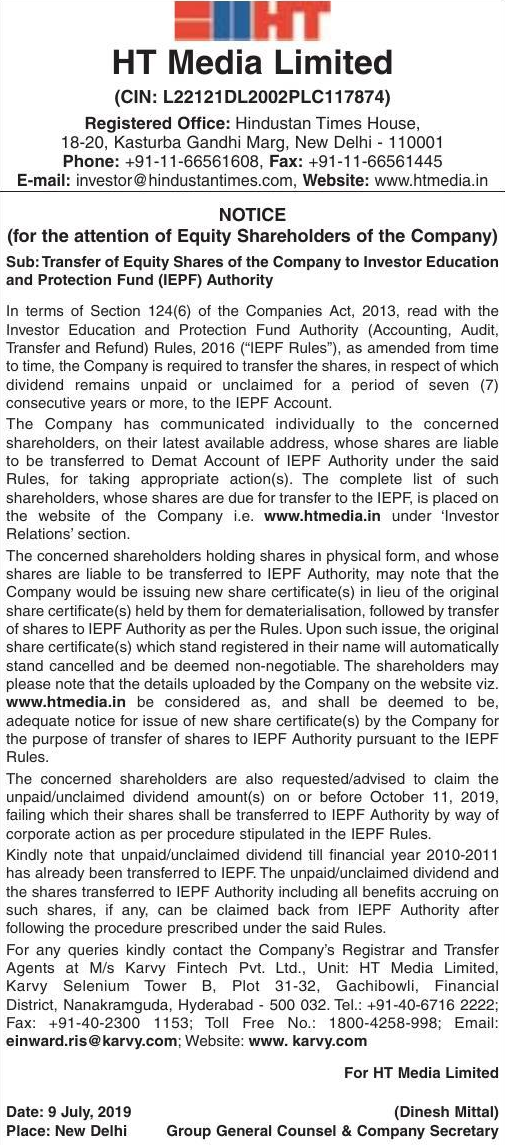 HT
HT Media Limited
(CIN: L22121DL2002PLC117874)
Registered Office: Hindustan Times House,
18-20, Kasturba Gandhi Marg, New Delhi - 110001
Phone: +91-11-66561608, Fax: +91-11-66561445
E-mail: investor@hindustantimes.com, Website: www.htmedia.in
NOTICE
(for the attention of Equity Shareholders of the Company)
Sub: Transfer of Equity Shares of the Company to Investor Education
and Protection Fund (IEPF) Authority
In terms of Section 124(6) of the Companies Act, 2013, read with the
Investor Education and Protection Fund Authority (Accounting, Audit,
Transfer and Refund) Rules, 2016 (“IEPF Rules”), as amended from time
to time, the Company is required to transfer the shares, in respect of which
dividend remains unpaid or unclaimed for a period of seven (7)
consecutive years or more, to the IEPF Account.
The Company has communicated individually to the concerned
shareholders, on their latest available address, whose shares are liable
to be transferred to Demat Account of IEPF Authority under the said
Rules, for taking appropriate action(s). The complete list of such
shareholders, whose shares are due for transfer to the IEPF, is placed on
the website of the Company i.e. www.htmedia.in under ‘Investor
Relations’ section.
The concerned shareholders holding shares in physical form, and whose
shares are liable to be transferred to IEPF Authority, may note that the
Company would be issuing new share certificate(s) in lieu of the original
share certificate(s) held by them for dematerialisation, followed by transfer
of shares to IEPF Authority as per the Rules. Upon such issue, the original
share certificate(s) which stand registered in their name will automatically
stand cancelled and be deemed non-negotiable. The shareholders may
please note that the details uploaded by the Company on the website viz.
www.htmedia.in be considered as, and shall be deemed to be,
adequate notice for issue of new share certificate(s) by the Company for
the purpose of transfer of shares to IEPF Authority pursuant to the IEPF
Rules.
The concerned shareholders are also requested/advised to claim the
unpaid/unclaimed dividend amount(s) on or before October 11, 2019,
failing which their shares shall be transferred to IEPF Authority by way of
corporate action as per procedure stipulated in the IEPF Rules.
Kindly note that unpaid/unclaimed dividend till financial year 2010-2011
has already been transferred to IEPF. The unpaid/unclaimed dividend and
the shares transferred to IEPF Authority including all benefits accruing on
such shares, if any, can be claimed back from IEPF Authority after
following the procedure prescribed under the said Rules.
For any queries kindly contact the Company’s Registrar and Transfer
Agents at M/s Karvy Fintech Pvt. Ltd., Unit: HT Media Limited,
Karvy Selenium Tower B, Plot 31-32, Gachibowli, Financial
District, Nanakramguda, Hyderabad - 500 032. Tel.: +91-40-6716 2222;
Fax: +91-40-2300 1153; Toll Free No.: 1800-4258-998; Email:
einward.ris@karvy.com; Website: www. karvy.com
For HT Media Limited
Date: 9 July, 2019 (Dinesh Mittal)
Place: New Delhi Group General Counsel & Company Secretary